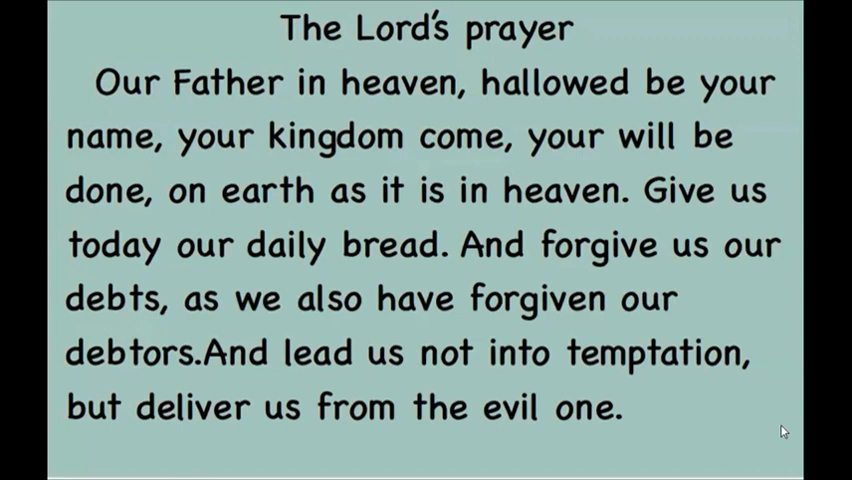 The Lord's prayer
Our Father in heaven, hallowed be your
name, your kingdom come, your will be
done, on earth as it is in heaven. Give us
today our daily bread. And forgive us our
debts, as we also have forgiven our
debtors.And lead us not into temptation,
but deliver us from the evil one.